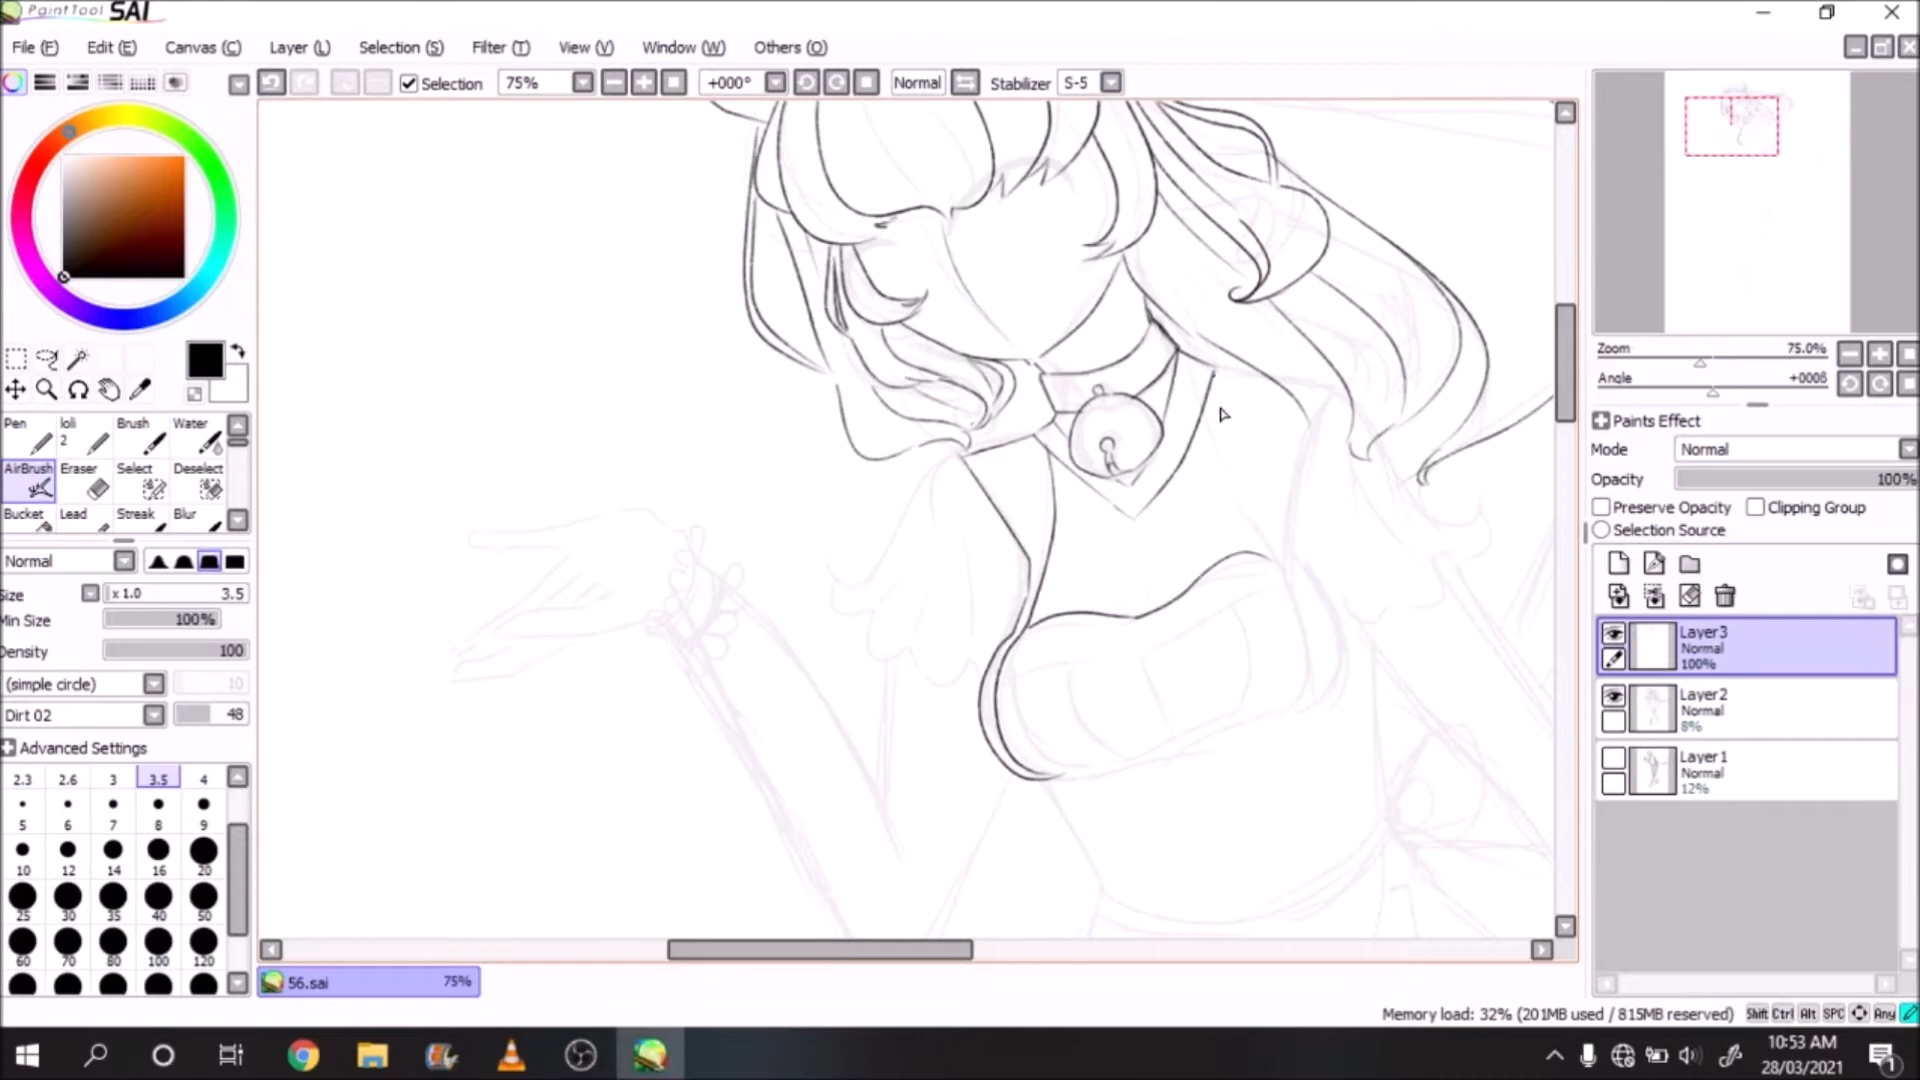 PaintTool SAI
File (F) Edit (E) Canvas (C) Layer (L) Selection (S) Filter (T) View (V) Window (W) Others (O)
Selection 75% +000° Normal Stabilizer S-5
Zoom 75.0%
Angle +000ß
Paints Effect
Mode Normal
Opacity 100%
Preserve Opacity Clipping Group
Selection Source
Pen loli 2 Brush Water
AirBrush Eraser Select Deselect
Bucket Lead Streak Blur
Normal
Size x 1.0 3.5
Min Size 100%
Density 100
(simple circle) 10
Dirt 02 48
Advanced Settings
2.3 2.6 3 3.5 4
5 6 7 8 9
10 12 14 16 20
25 30 35 40 50
60 70 80 100 120
Layer3
Normal
100%
Layer2
Normal
8%
Layer1
Normal
12%
56.sai 75%
Memory load: 32% (201MB used / 815MB reserved) Shift Ctrl Alt SPC Any
10:53 AM
28/03/2021
1